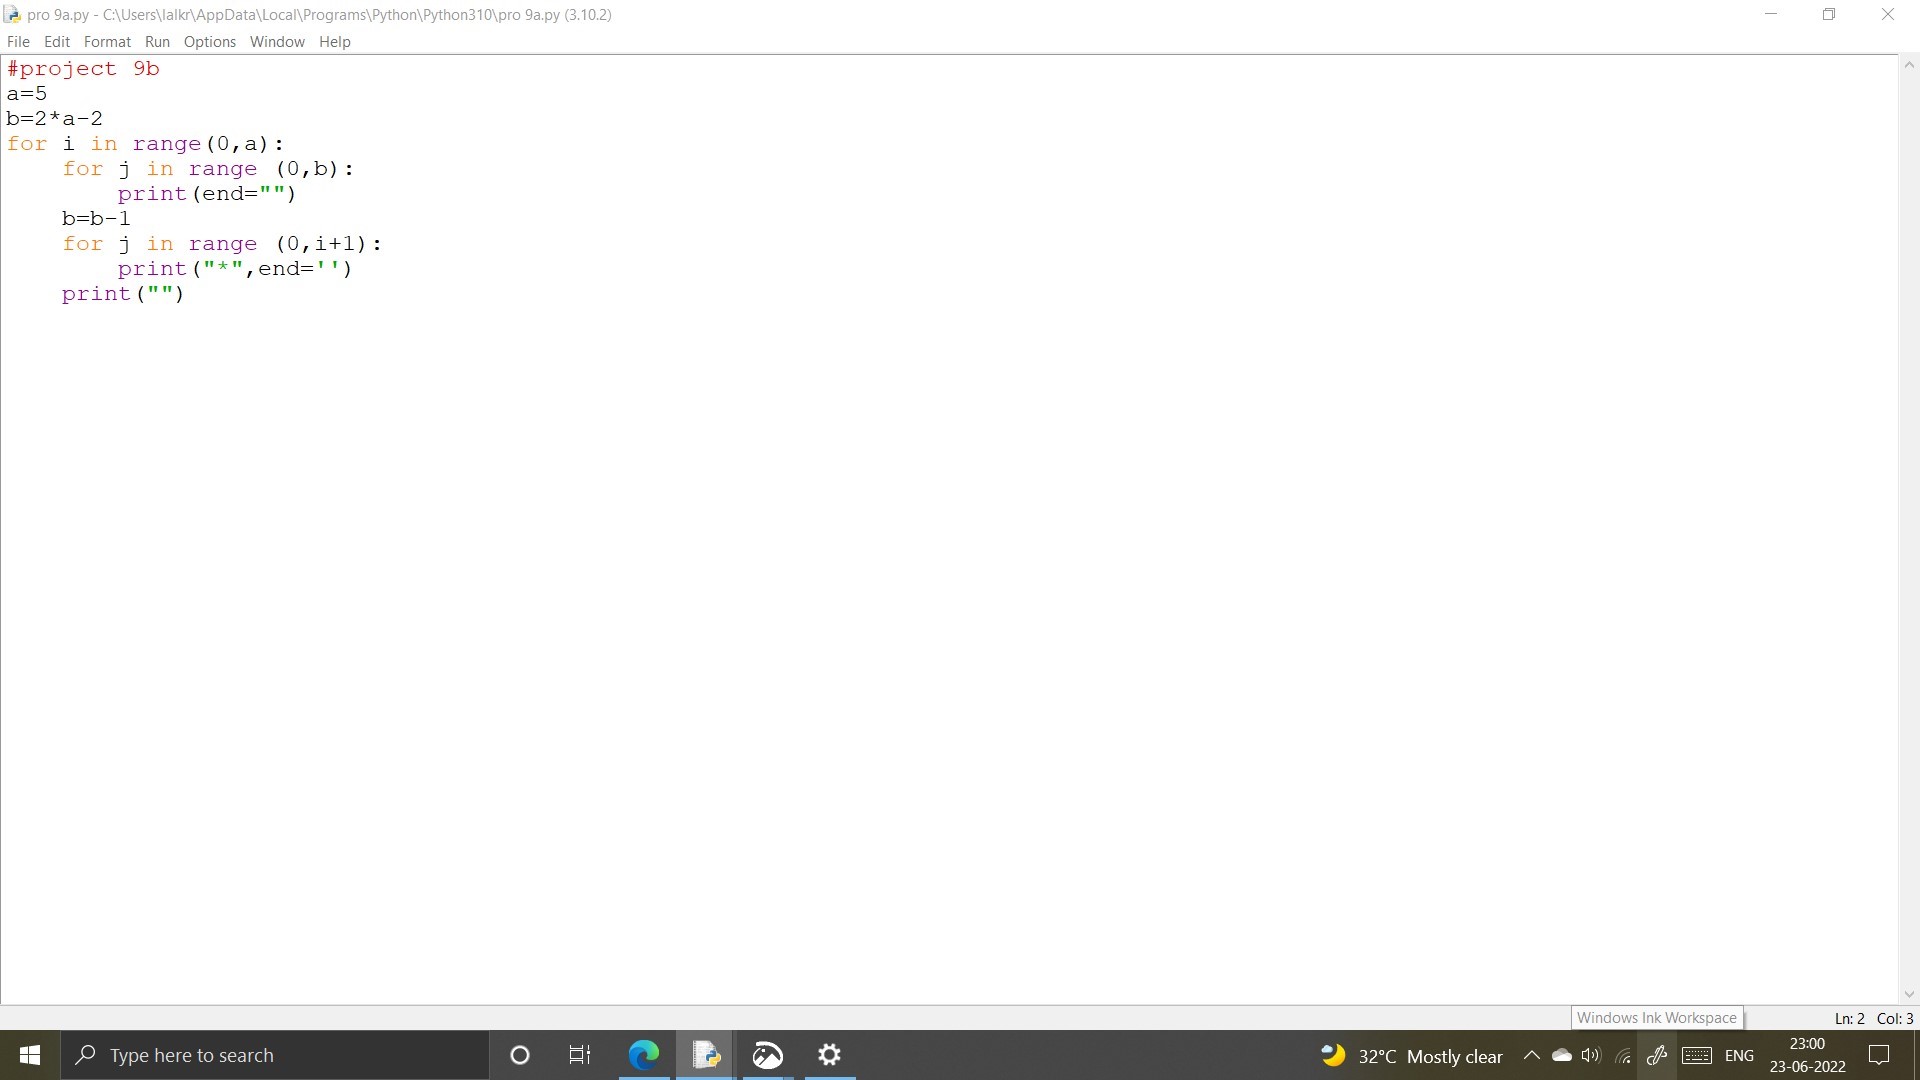 pro 9a.py - C:\Users\lalkr\AppData\Local\Programs\Python\Python310\pro 9a.py (3.10.2)
File Edit Format Run Options Window Help
#project 9b
a=5
b=2*a-2
for i in range(0,a):
    for j in range (0,b):
        print(end="")
    b=b-1
    for j in range (0,i+1):
        print("*",end='')
    print("")
Windows Ink Workspace
Ln: 2 Col: 3
Type here to search
32°C Mostly clear
ENG
23:00
23-06-2022